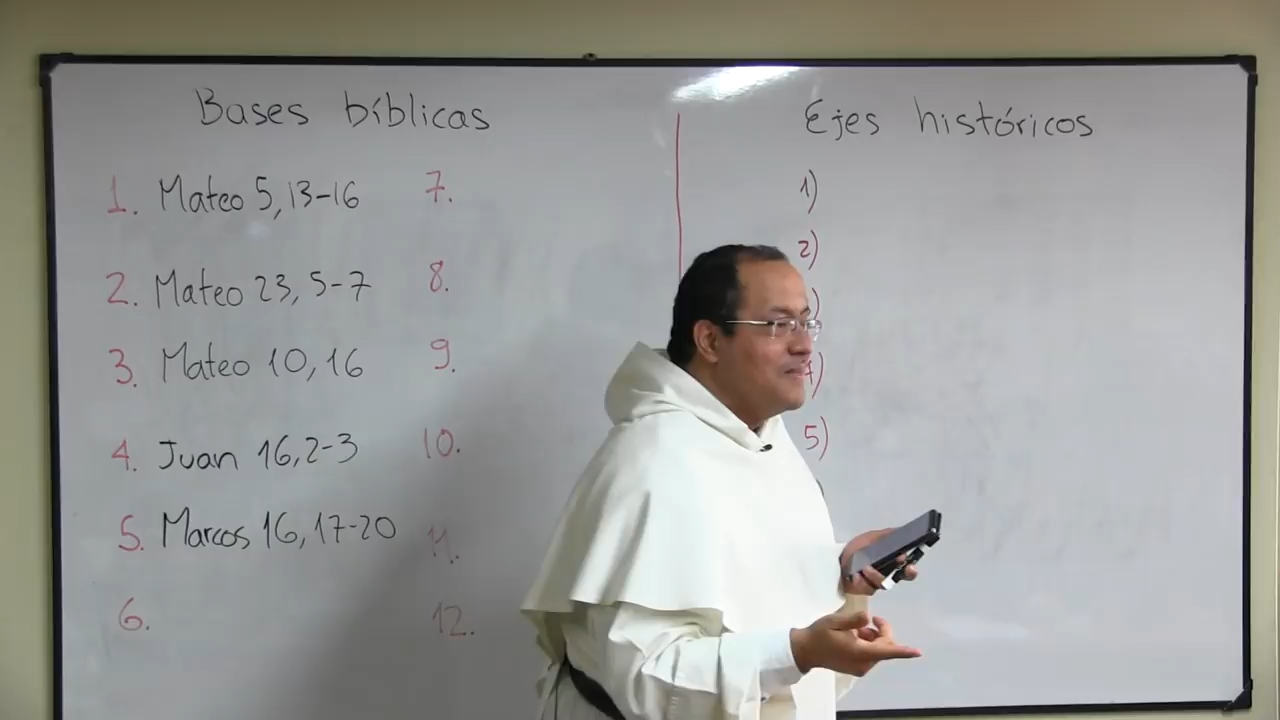 Bases bíblicas
1. Mateo 5,13-16
2. Mateo 23, 5-7
3. Mateo 10,16
4. Juan 16,2-3
5. Marcos 16,17-20
6.
7.
8.
9.
10.
11.
12.
Ejes históricos
1)
2)
)
4)
5)